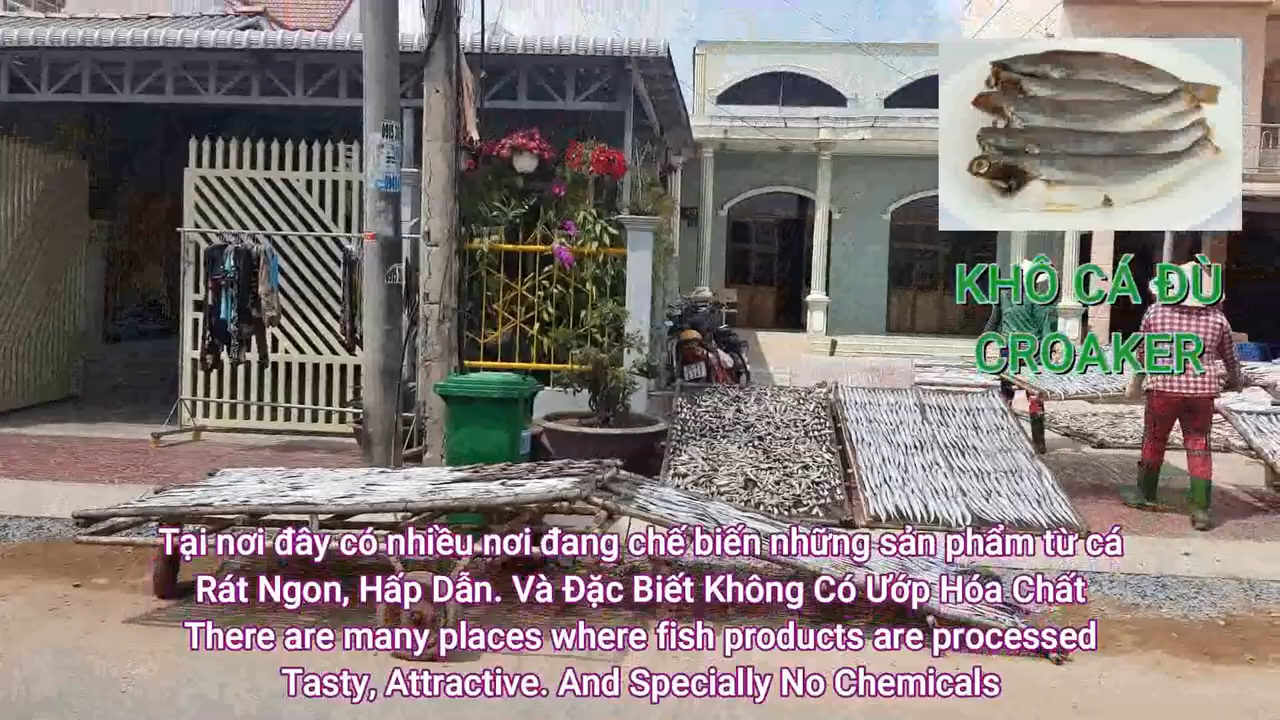 KHÔ CÁ ĐÙ
CROAKER
Tại nơi đây có nhiều nơi đang chế biến những sản phẩm từ cá
Rát Ngon, Hấp Dẫn. Và Đặc Biết Không Có Ướp Hóa Chất
There are many places where fish products are processed
Tasty, Attractive. And Specially No Chemicals